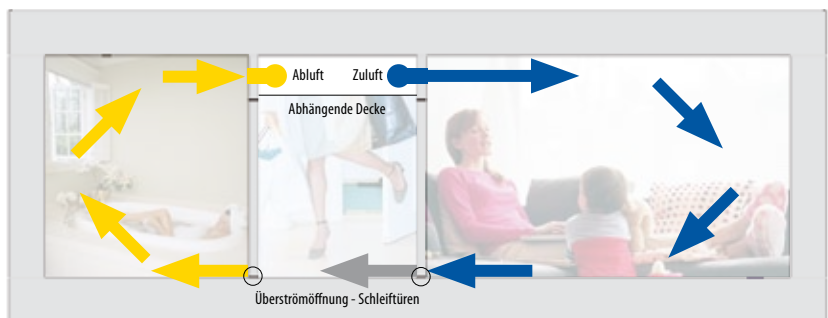 Abluft Zuluft
Abhängende Decke
Überströmöffnung - Schleiftüren